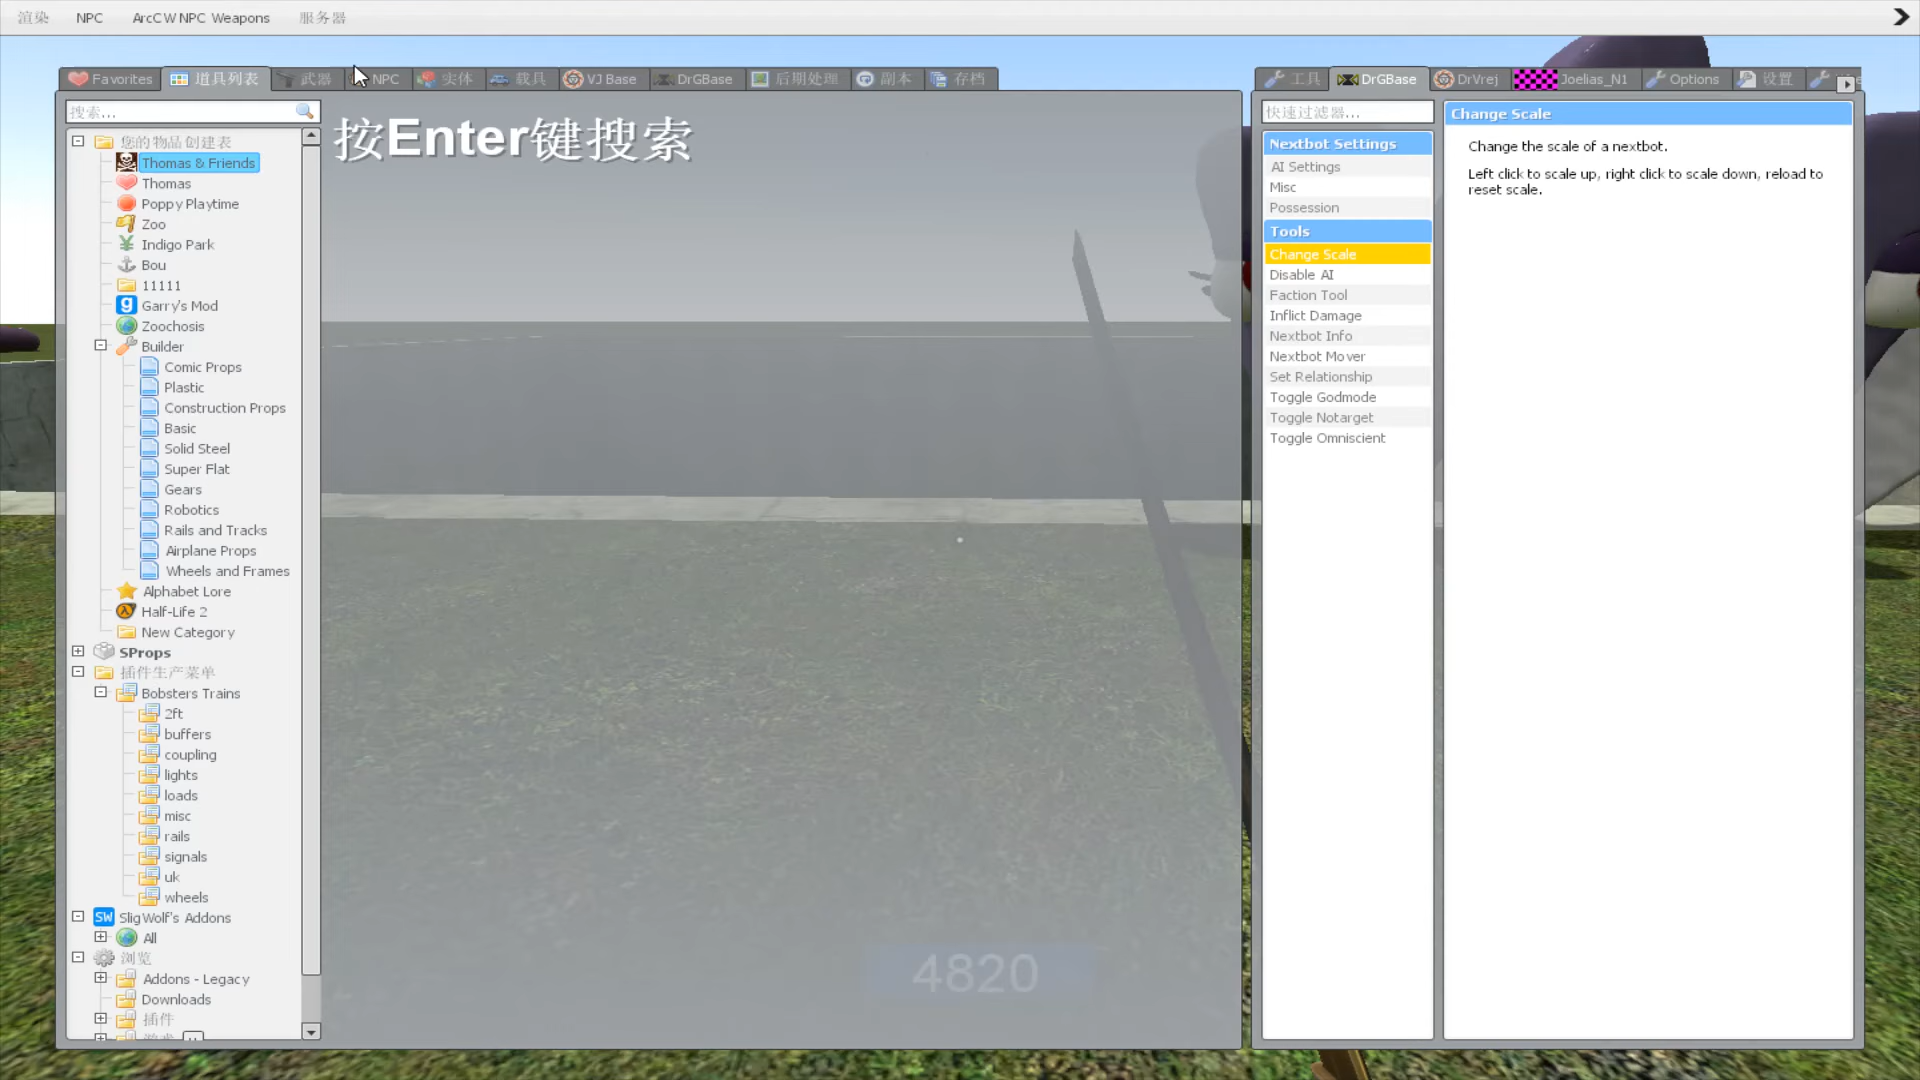 渲染 NPC ArcCW NPC Weapons 服务器
Favorites 道具列表 武器 NPC 实体 载具 VJ Base DrGBase 后期处理 副本 存档
搜索...
按Enter键搜索
您的物品创建表
Thomas & Friends
Thomas
Poppy Playtime
Zoo
Indigo Park
Bou
11111
Garry's Mod
Zoochosis
Builder
Comic Props
Plastic
Construction Props
Basic
Solid Steel
Super Flat
Gears
Robotics
Rails and Tracks
Airplane Props
Wheels and Frames
Alphabet Lore
Half-Life 2
New Category
SProps
插件生产菜单
Bobsters Trains
2ft
buffers
coupling
lights
loads
misc
rails
signals
uk
wheels
SW SligWolf's Addons
All
浏览
Addons - Legacy
Downloads
插件
4820
工具 DrGBase DrVrej Joelias_N1 Options 设置
快速过滤器...
Nextbot Settings
AI Settings
Misc
Possession
Tools
Change Scale
Disable AI
Faction Tool
Inflict Damage
Nextbot Info
Nextbot Mover
Set Relationship
Toggle Godmode
Toggle Notarget
Toggle Omniscient
Change Scale
Change the scale of a nextbot.
Left click to scale up, right click to scale down, reload to
reset scale.